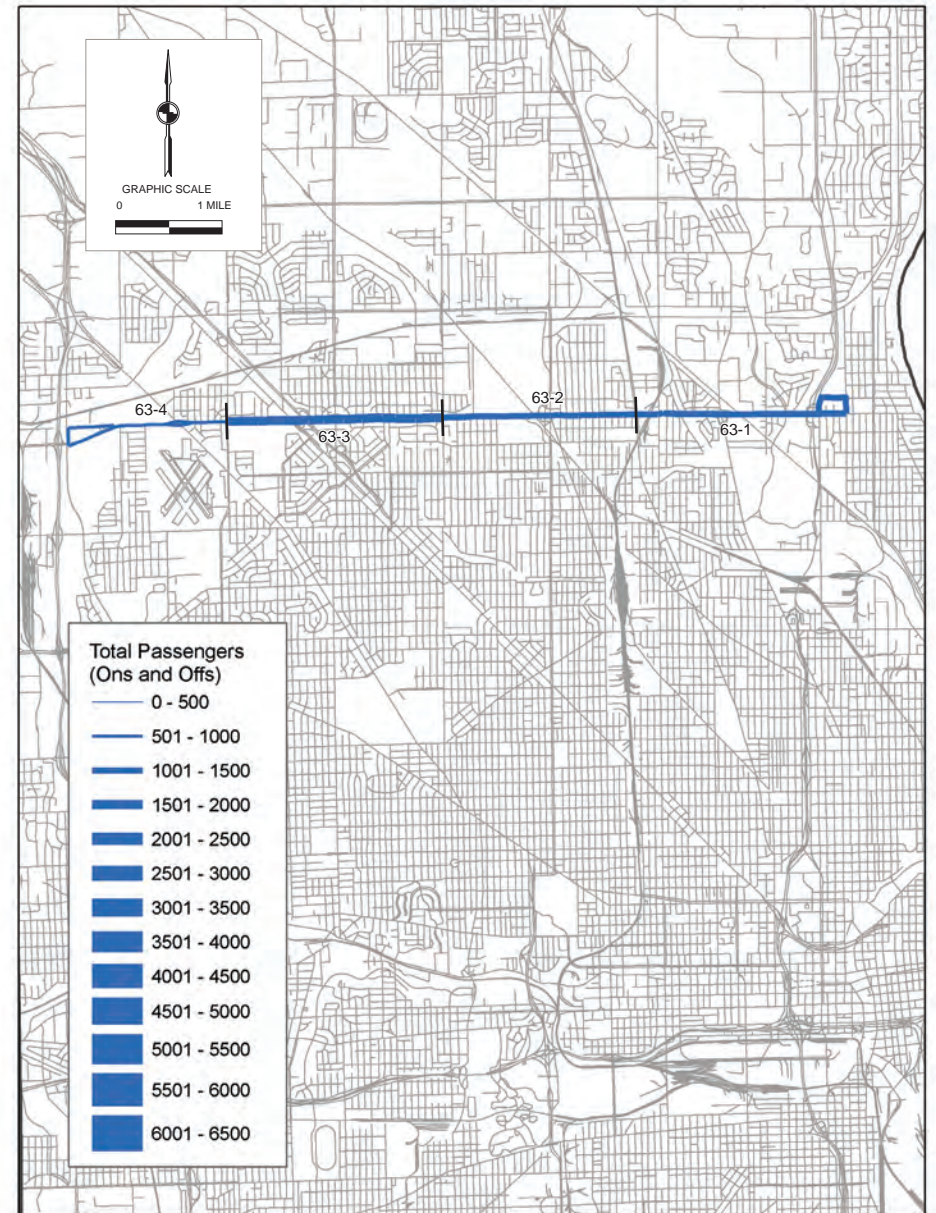 GRAPHIC SCALE
0 1 MILE
63-4
63-3
63-2
63-1
Total Passengers
(Ons and Offs)
0 - 500
501 - 1000
1001 - 1500
1501 - 2000
2001 - 2500
2501 - 3000
3001 - 3500
3501 - 4000
4001 - 4500
4501 - 5000
5001 - 5500
5501 - 6000
6001 - 6500